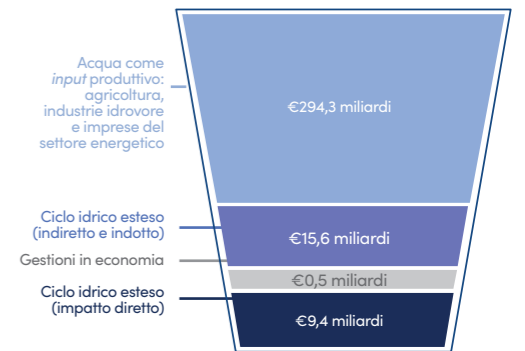 Acqua come
input produttivo:
agricoltura,
industrie idrovore
e imprese del
settore energetico
€294,3 miliardi
Ciclo idrico esteso
(indiretto e indotto)
€15,6 miliardi
Gestioni in economia
€0,5 miliardi
Ciclo idrico esteso
(impatto diretto)
€9,4 miliardi